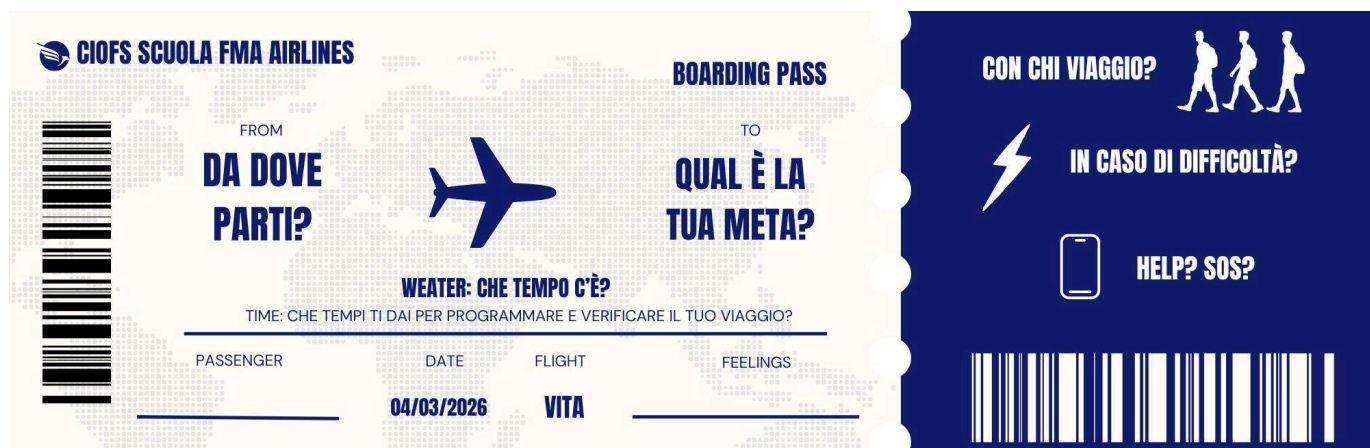 CIOFS SCUOLA FMA AIRLINES
BOARDING PASS
FROM
DA DOVE
PARTI?
TO
QUAL È LA
TUA META?
WEATER: CHE TEMPO C'È?
TIME: CHE TEMPI TI DAI PER PROGRAMMARE E VERIFICARE IL TUO VIAGGIO?
PASSENGER
DATE
FLIGHT
FEELINGS
04/03/2026
VITA
CON CHI VIAGGIO?
IN CASO DI DIFFICOLTÀ?
HELP? SOS?